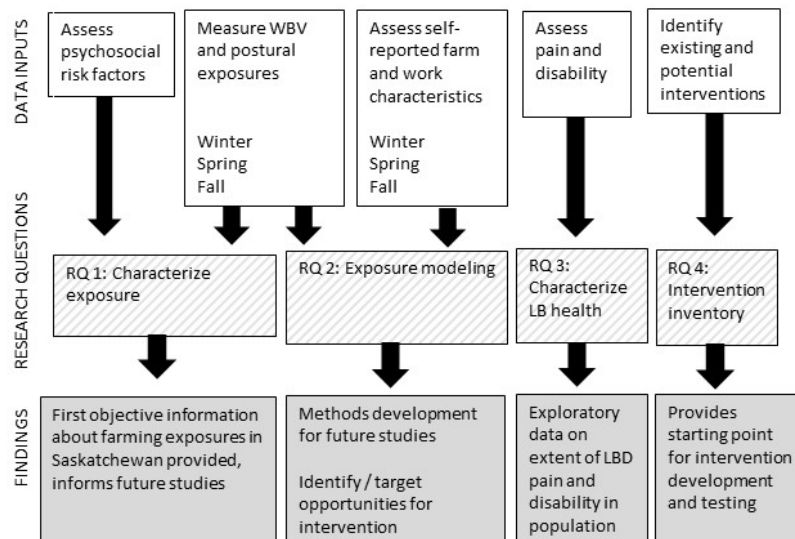 DATA INPUTS
Assess
psychosocial
risk factors
Measure WBV
and postural
exposures
Winter
Spring
Fall
Assess self-
reported farm
and work
characteristics
Winter
Spring
Fall
Assess
pain and
disability
Identify
existing and
potential
interventions
RESEARCH QUESTIONS
RQ 1: Characterize
exposure
RQ 2: Exposure modeling
RQ 3:
Characterize
LB health
RQ 4:
Intervention
inventory
FINDINGS
First objective information
about farming exposures in
Saskatchewan provided,
informs future studies
Methods development
for future studies
Identify / target
opportunities for
intervention
Exploratory
data on
extent of LBD
pain and
disability in
population
Provides
starting point
for intervention
development
and testing